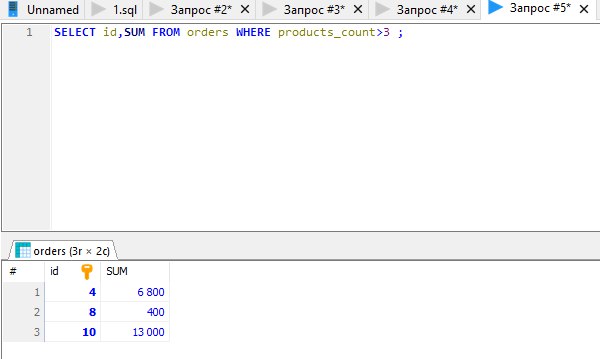 Unnamed 1.sql Запрос #2* Запрос #3* Запрос #4* Запрос #5*
1 SELECT id,SUM FROM orders WHERE products_count>3 ;
orders (3r × 2c)
# id SUM
1 4 6 800
2 8 400
3 10 13 000